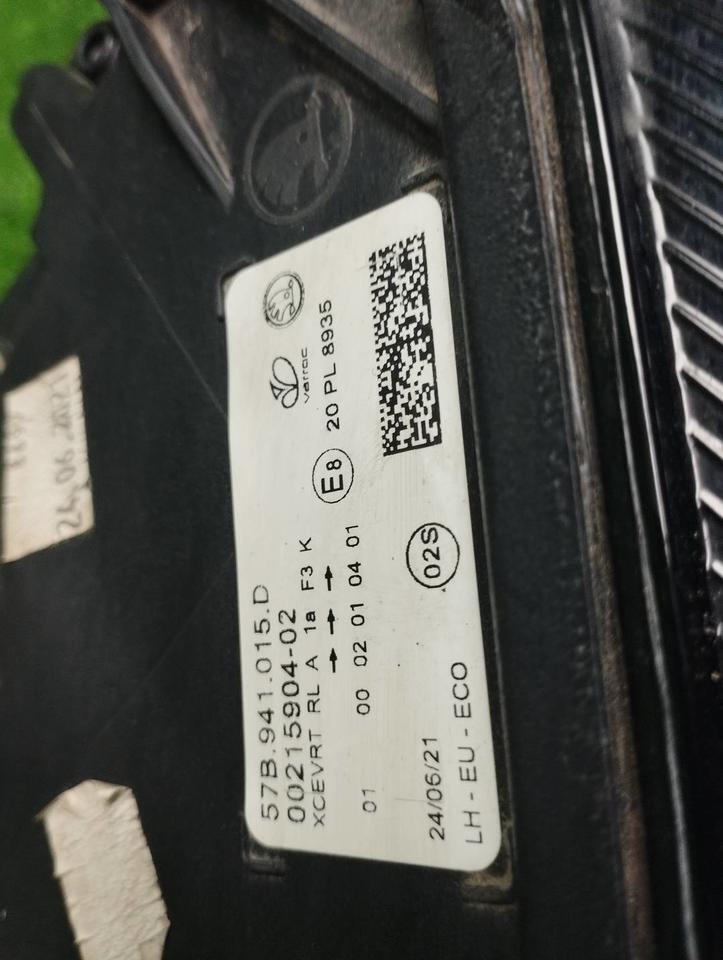 57B.941.015.D
00215904-02
XCEVRT RL A 1a F3 K
→ → →
01 00 02 01 04 01
24/06/21
LH - EU - ECO
02S
E8 20 PL 8935
varroc
24.06.2021